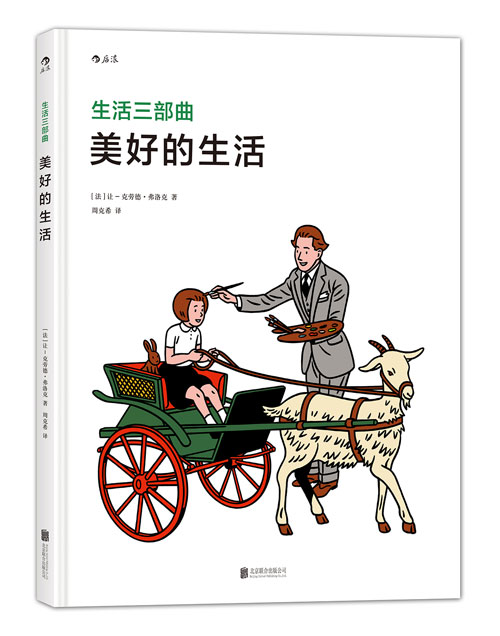 后浪
生活三部曲
美好的生活
[法]让-克劳德·弗洛克 著
周克希 译
北京联合出版公司
后浪
生活三部曲
美好的生活
[法]让-克劳德·弗洛克 著
周克希 译